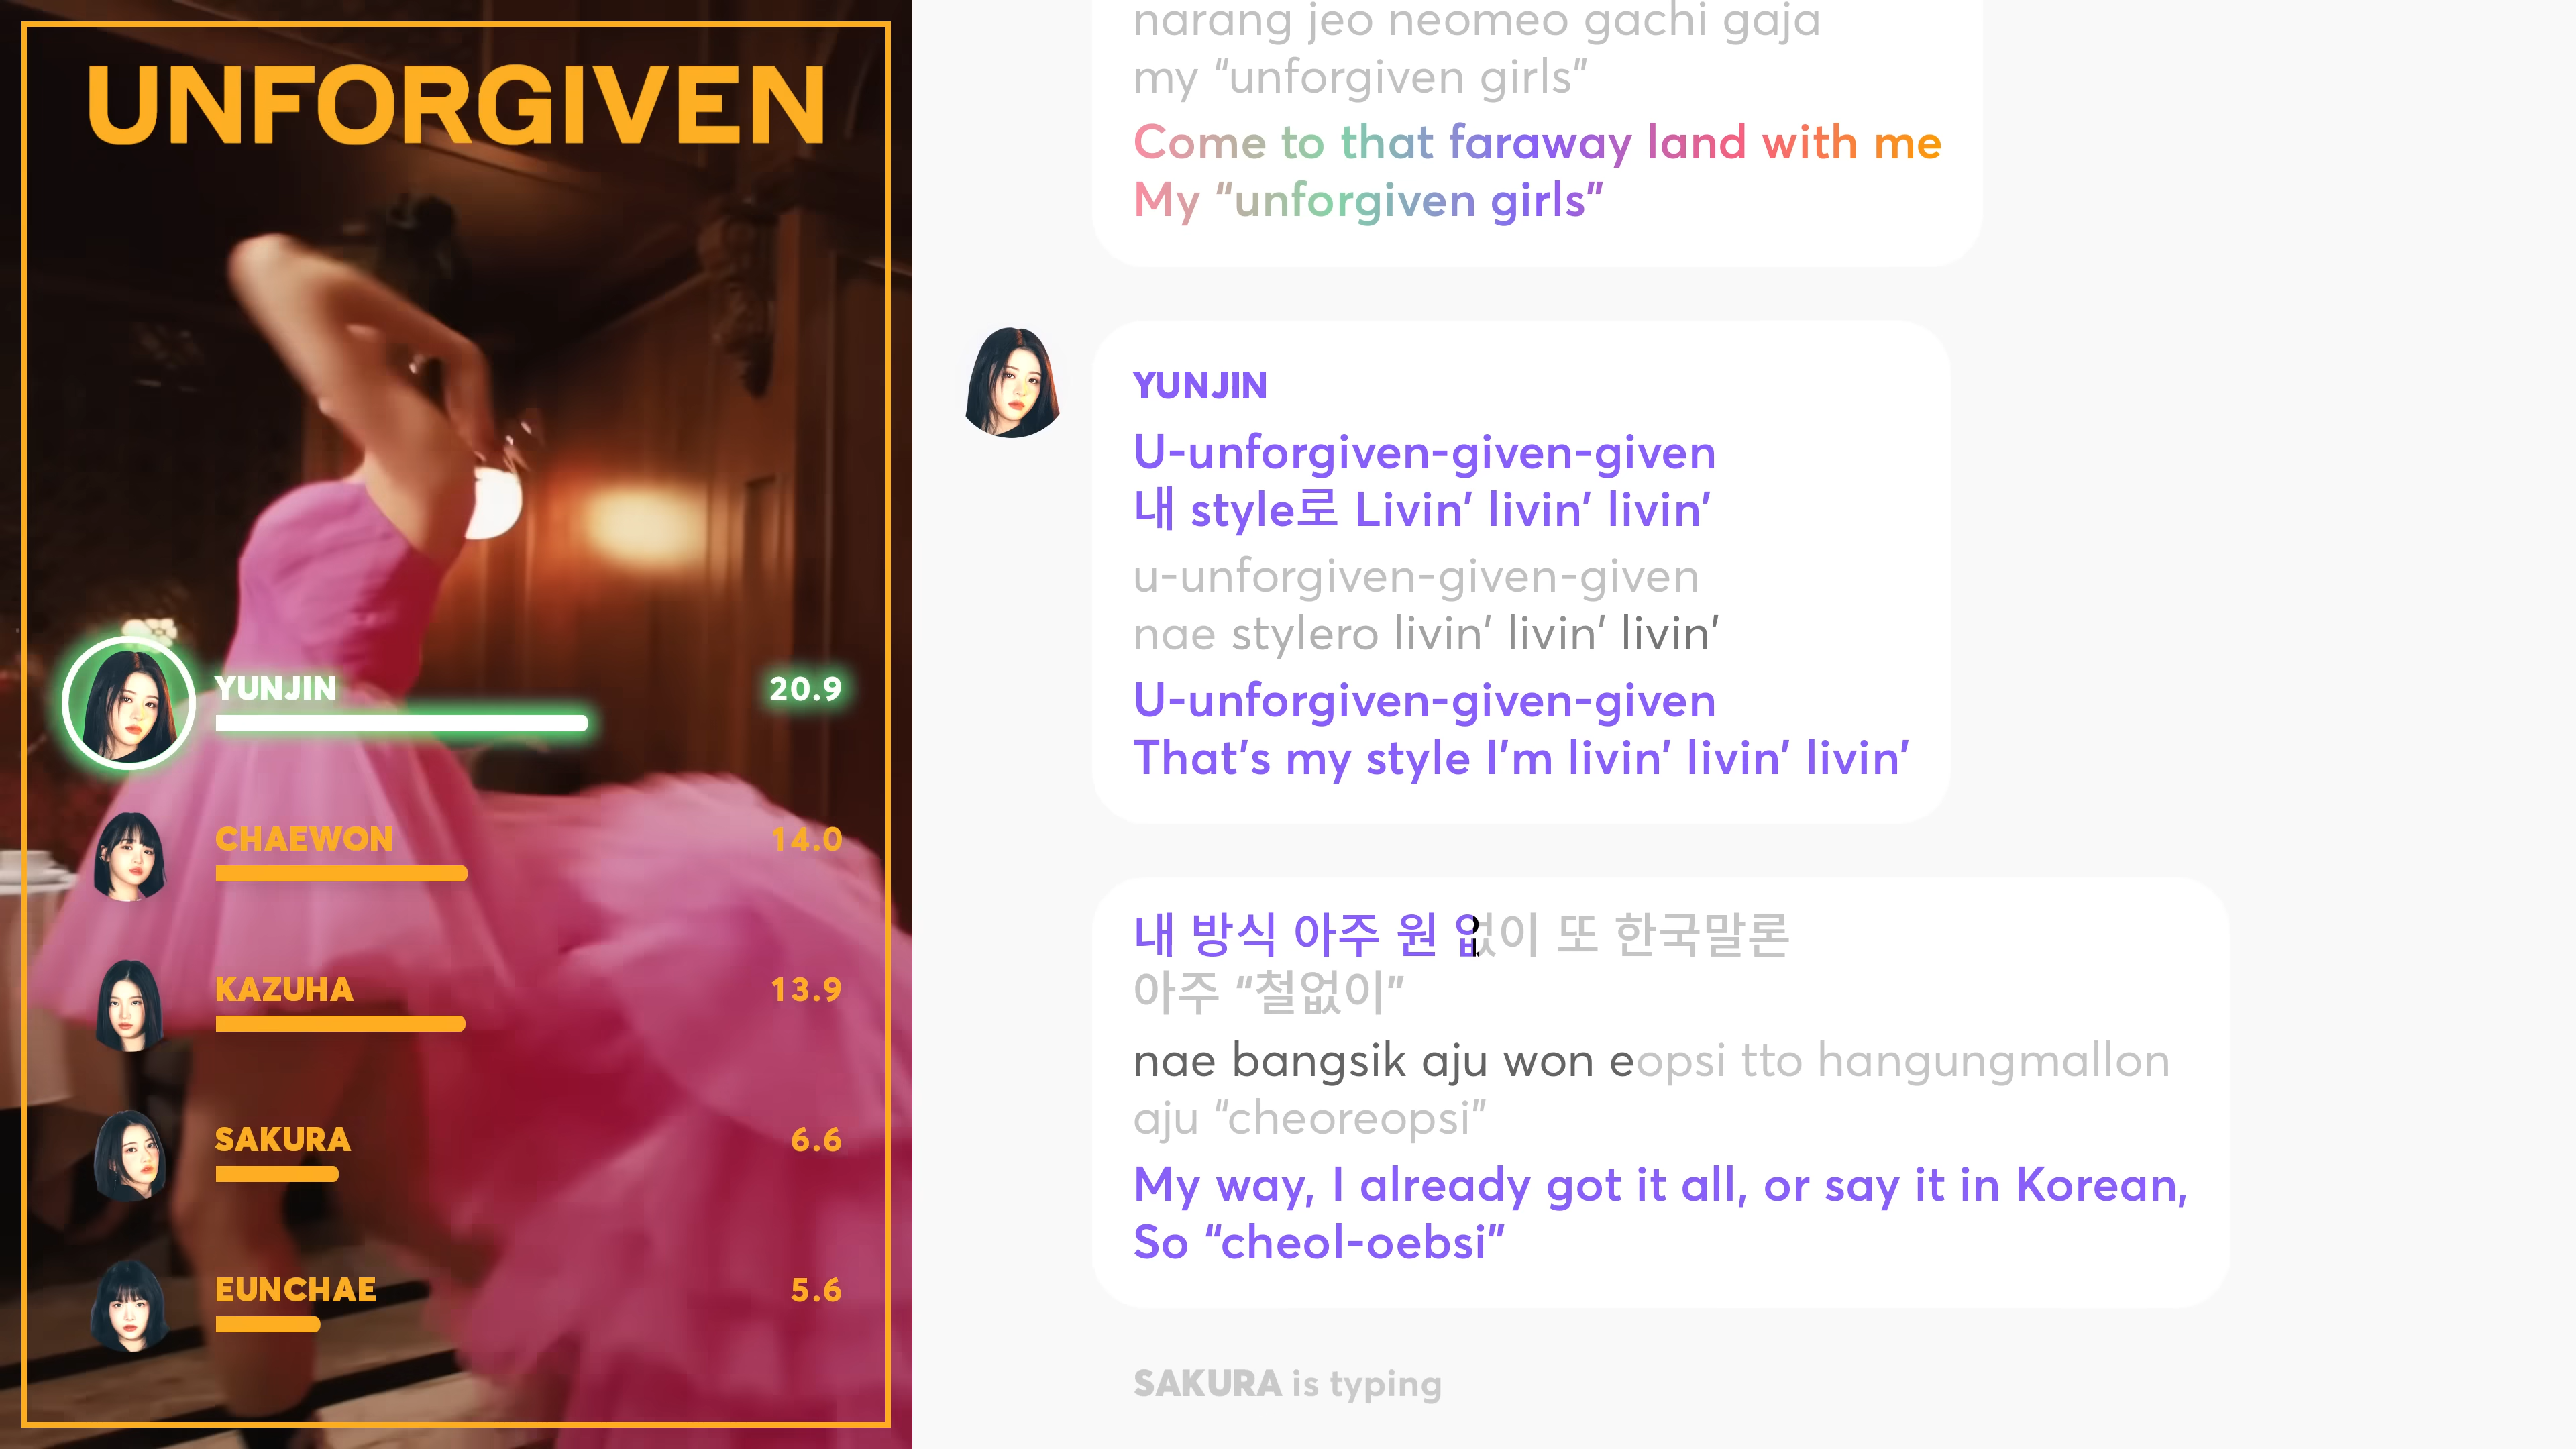 UNFORGIVEN
YUNJIN
20.9
CHAEWON
14.0
KAZUHA
13.9
SAKURA
6.6
EUNCHAE
5.6
narang jeo neomeo gachi gaja
my “unforgiven girls”
Come to that faraway land with me
My “unforgiven girls”
YUNJIN
U-unforgiven-given-given
내 style로 Livin’ livin’ livin’
u-unforgiven-given-given
nae stylero livin’ livin’ livin’
U-unforgiven-given-given
That’s my style I’m livin’ livin’ livin’
내 방식 아주 원 없이 또 한국말론
아주 “철없이”
nae bangsik aju won eopsi tto hangungmallon
aju “cheoreopsi”
My way, I already got it all, or say it in Korean,
So “cheol-oebsi”
SAKURA is typing